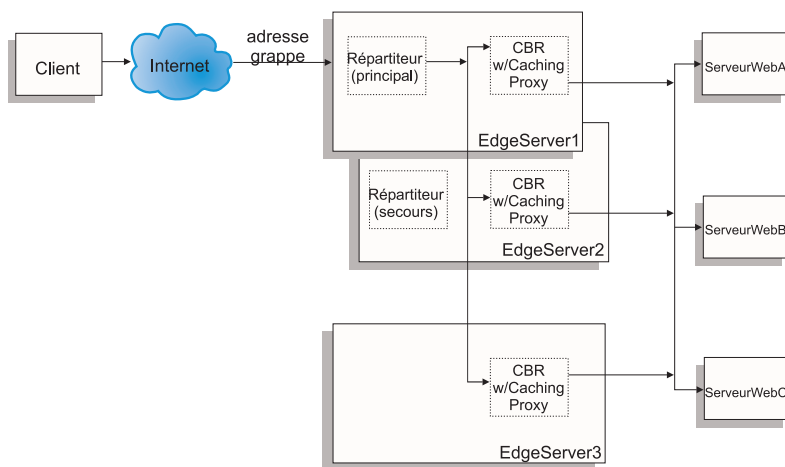 Client
Internet
adresse
grappe
Répartiteur
(principal)
CBR
w/Caching
Proxy
EdgeServer1
ServeurWebA
Répartiteur
(secours)
CBR
w/Caching
Proxy
EdgeServer2
ServeurWebB
CBR
w/Caching
Proxy
EdgeServer3
ServeurWebC